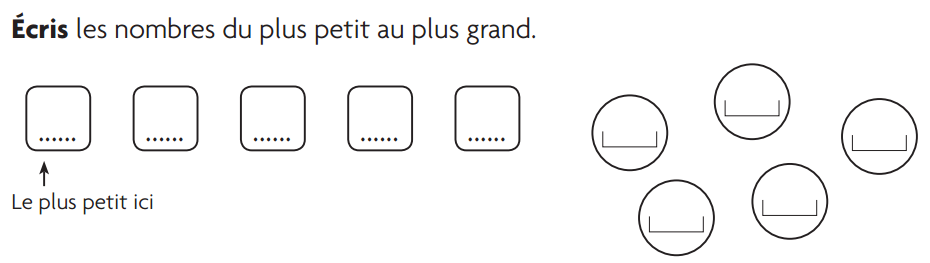 Écris les nombres du plus petit au plus grand.
...... ...... ...... ...... ......
Le plus petit ici